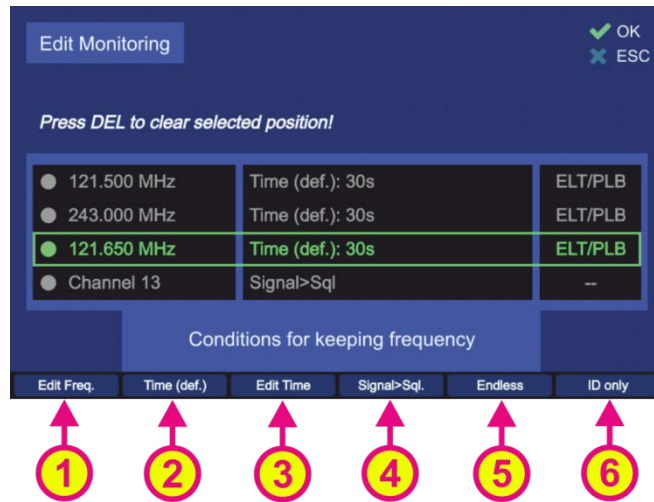 Edit Monitoring
OK
ESC
Press DEL to clear selected position!
121.500 MHz Time (def.): 30s ELT/PLB
243.000 MHz Time (def.): 30s ELT/PLB
121.650 MHz Time (def.): 30s ELT/PLB
Channel 13 Signal>Sql --
Conditions for keeping frequency
Edit Freq. Time (def.) Edit Time Signal>Sql. Endless ID only
1 2 3 4 5 6